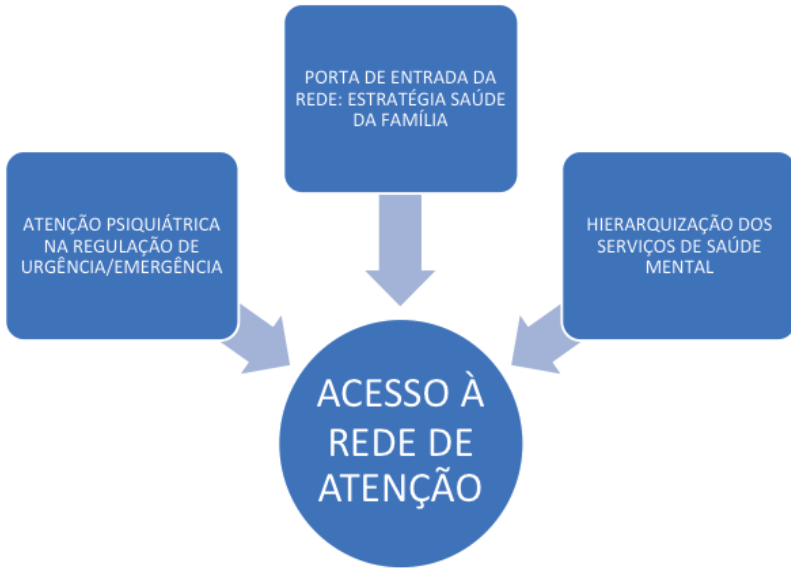 PORTA DE ENTRADA DA
REDE: ESTRATÉGIA SAÚDE
DA FAMÍLIA
ATENÇÃO PSIQUIÁTRICA
NA REGULAÇÃO DE
URGÊNCIA/EMERGÊNCIA
HIERARQUIZAÇÃO DOS
SERVIÇOS DE SAÚDE
MENTAL
ACESSO À
REDE DE
ATENÇÃO